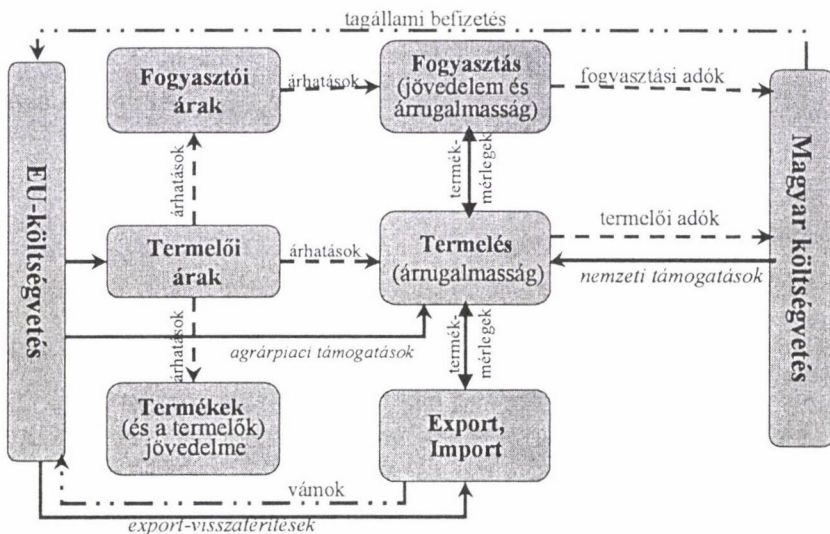 tagállami befizetés
EU-költségvetés
Fogyasztói
árak
árhatások
Fogyasztás
(jövedelem és
árrugalmasság)
fogyasztási adók
Magyar költségvetés
árhatások
termék-
mérlegek
Termelői
árak
árhatások
Termelés
(árrugalmasság)
termelői adók
nemzeti támogatások
árhatások
agrárpiaci támogatások
termék-
mérlegek
Termékek
(és a termelők)
jövedelme
Export,
Import
vámok
export-visszatérítések